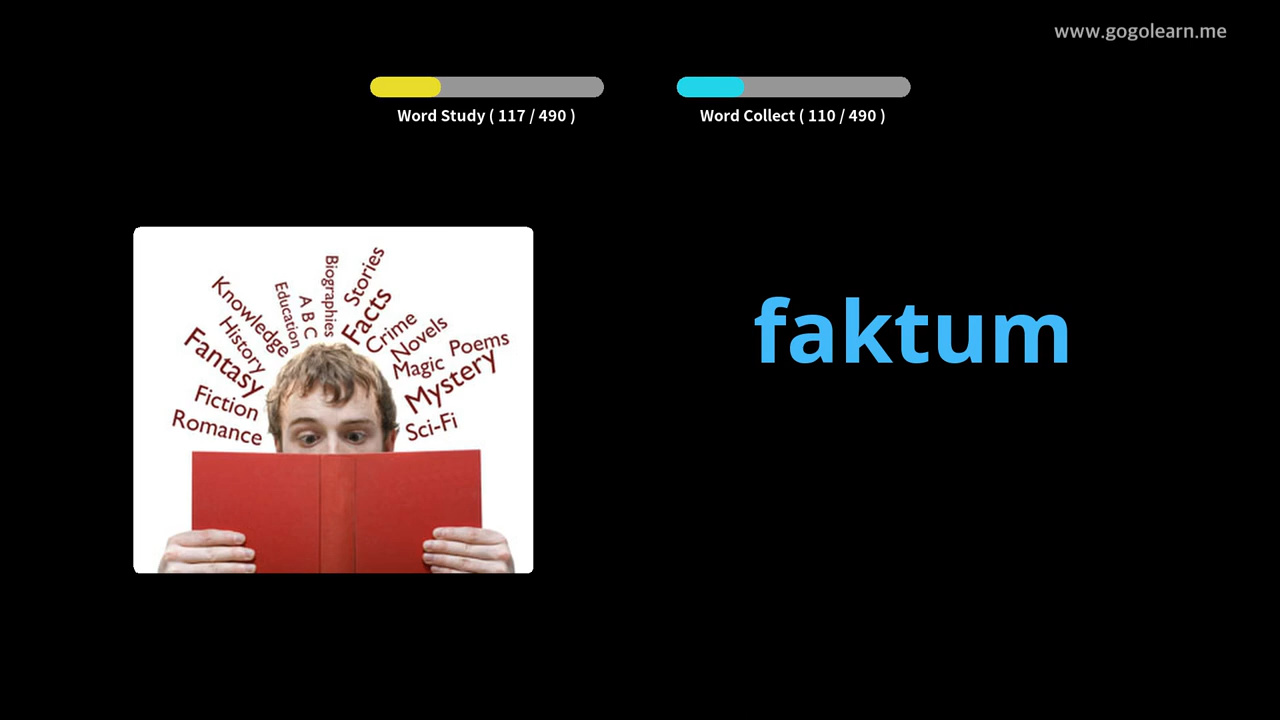 www.gogolearn.me
Word Study ( 117 / 490 )
Word Collect ( 110 / 490 )
faktum
Romance
Fiction
Fantasy
History
Knowledge
Education
A B C
Biographies
Stories
Facts
Crime
Novels
Magic
Poems
Mystery
Sci-Fi